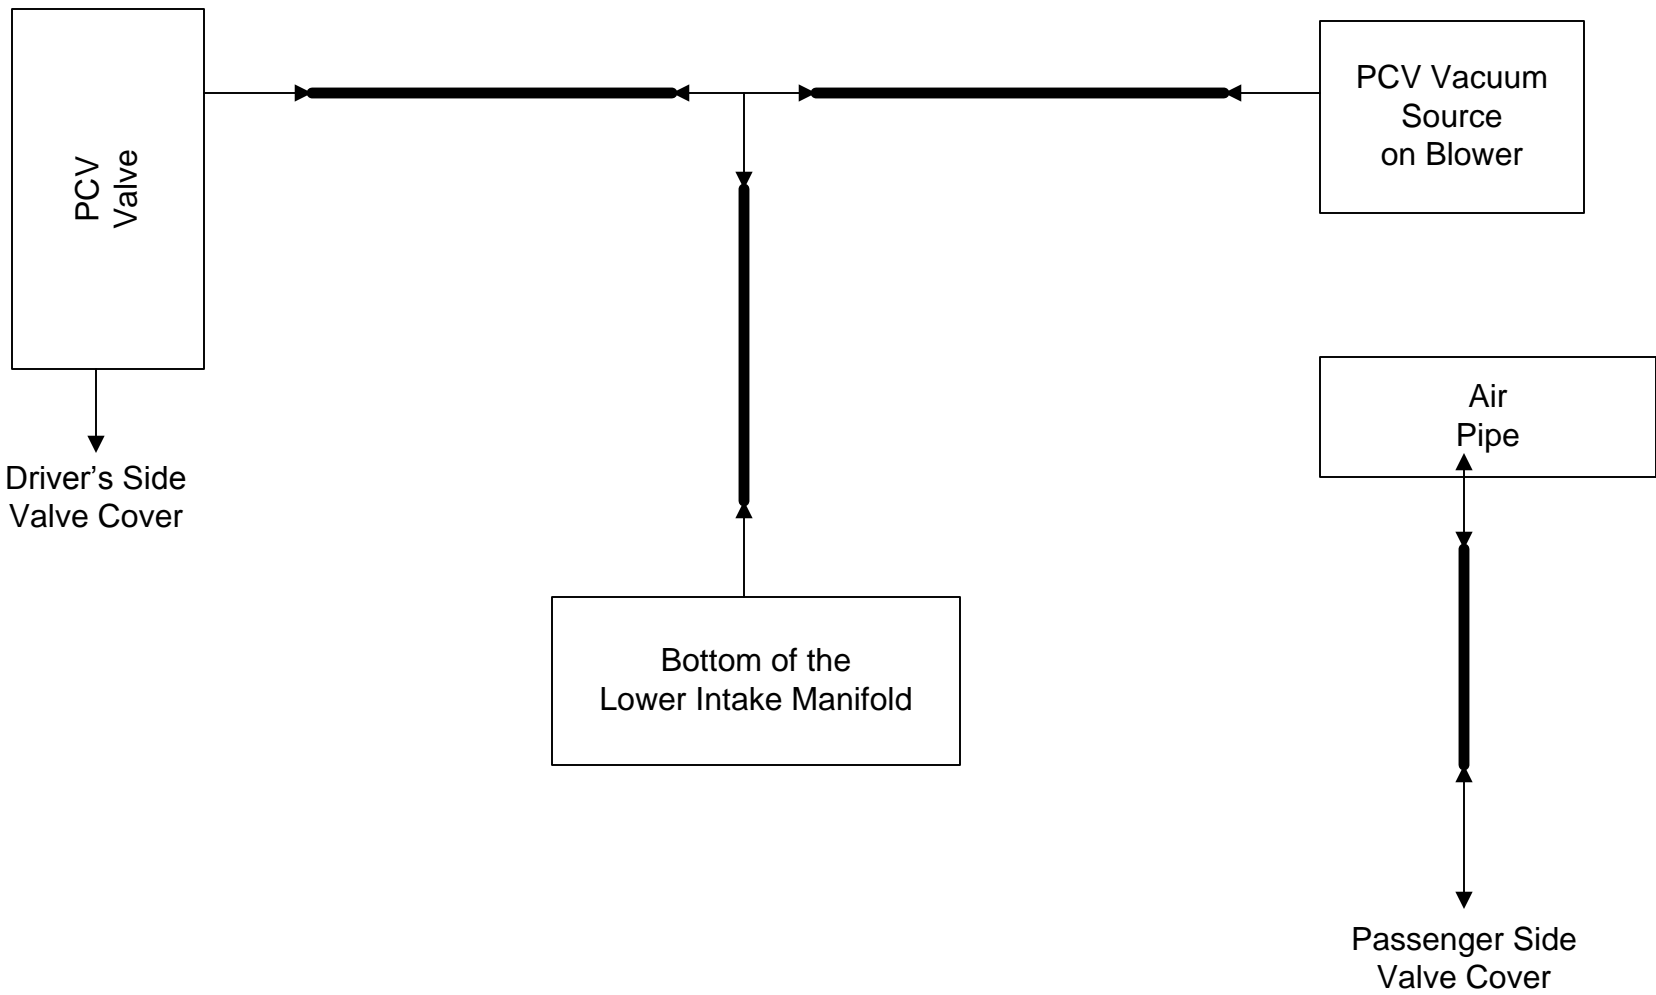 PCV
Valve
PCV Vacuum
Source
on Blower
Air
Pipe
Driver's Side
Valve Cover
Bottom of the
Lower Intake Manifold
Passenger Side
Valve Cover